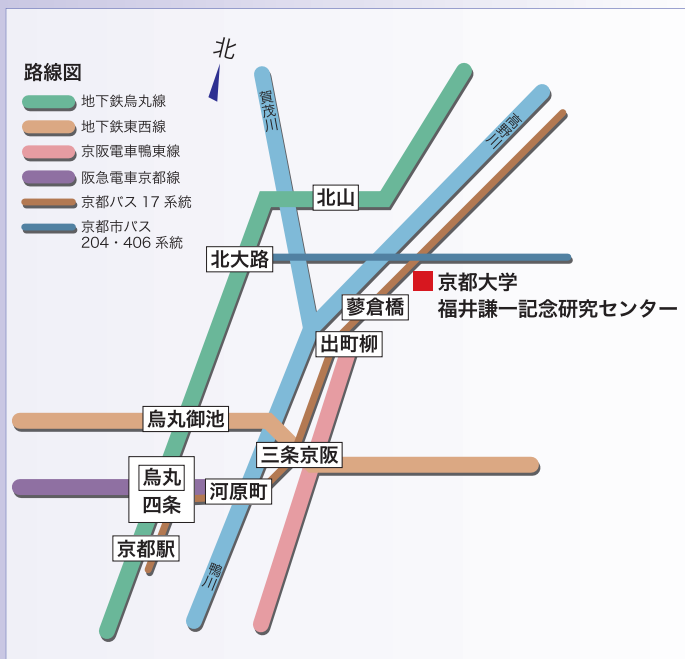 北
路線図
地下鉄烏丸線
地下鉄東西線
京阪電車鴨東線
阪急電車京都線
京都バス 17 系統
京都市バス
204・406 系統
賀茂川
高野川
北山
北大路
京都大学
福井謙一記念研究センター
蓼倉橋
出町柳
烏丸御池
三条京阪
烏丸
四条
河原町
京都駅
鴨川